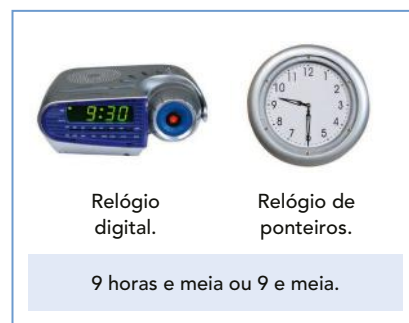 9:30
12
11 1
10 2
9 3
8 4
7 5
6
Relógio
digital.
Relógio de
ponteiros.
9 horas e meia ou 9 e meia.